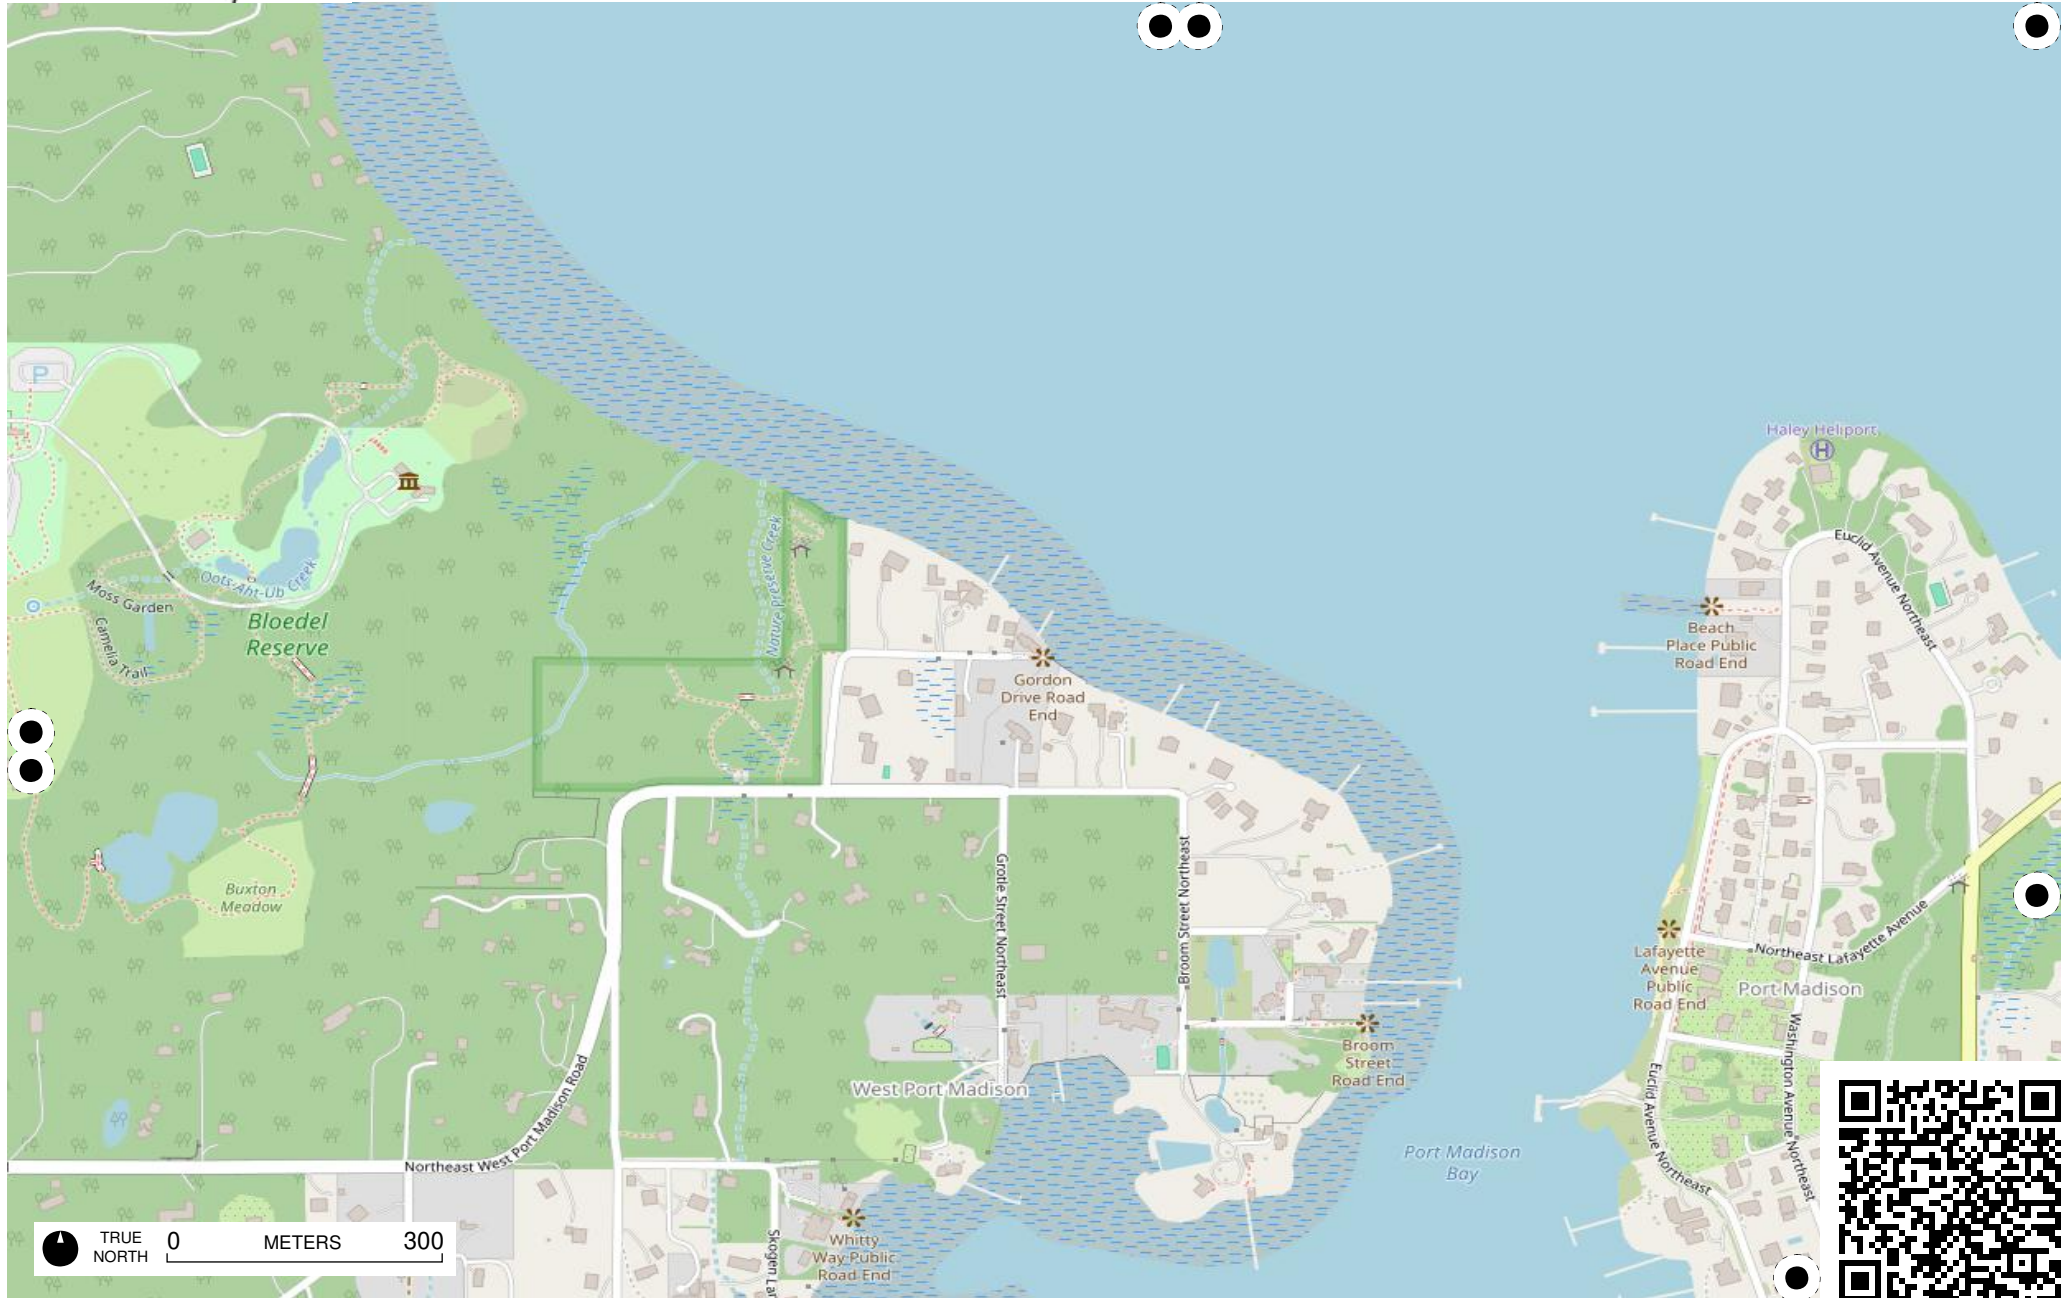 Haley Heliport
H
P
Euclid Avenue Northeast
Nature preserve Creek
Oots-Aht-Ub Creek
Moss Garden
Camelia Trail
Bloedel
Reserve
Beach
Place Public
Road End
Gordon
Drive Road
End
Buxton
Meadow
Grotle Street Northeast
Broom Street Northeast
Northeast Lafayette Avenue
Lafayette
Avenue
Public
Road End
Port Madison
Broom
Street
Road End
West Port Madison
Washington Avenue Northeast
Euclid Avenue Northeast
Northeast West Port Madison Road
Port Madison
Bay
Whitty
Way Public
Road End
Skogen Lan
TRUE
NORTH
0 METERS 300